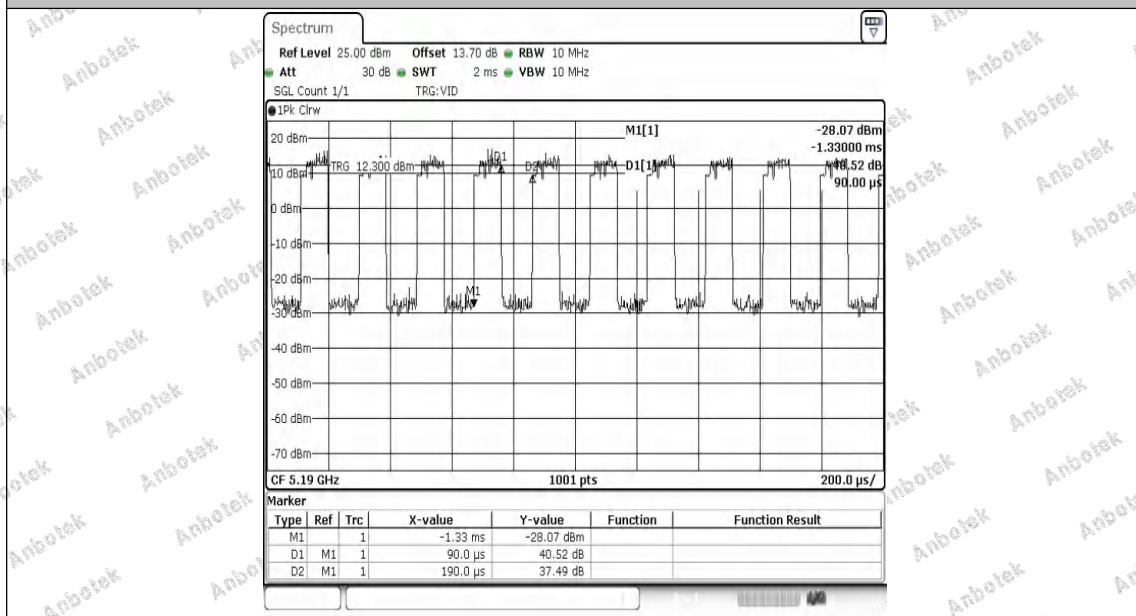 Spectrum
Ref Level 25.00 dBm Offset 13.70 dB RBW 10 MHz
Att 30 dB SWT 2 ms VBW 10 MHz
SGL Count 1/1 TRG:VID
1Pk Clrw
M1[1] -28.07 dBm
-1.33000 ms
20 dBm
D1
D2
TRG 12.300 dBm
D1[1] 40.52 dB
90.00 µs
10 dBm
0 dBm
-10 dBm
-20 dBm
M1
-30 dBm
-40 dBm
-50 dBm
-60 dBm
-70 dBm
CF 5.19 GHz 1001 pts 200.0 µs/
Marker
Type Ref Trc X-value Y-value Function Function Result
M1 1 -1.33 ms -28.07 dBm
D1 M1 1 90.0 µs 40.52 dB
D2 M1 1 190.0 µs 37.49 dB
Anbotek